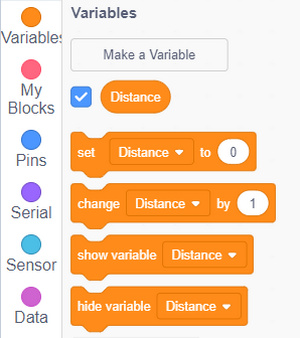 Variables
Make a Variable
Distance
set Distance to 0
change Distance by 1
show variable Distance
hide variable Distance
Variables
My
Blocks
Pins
Serial
Sensor
Data